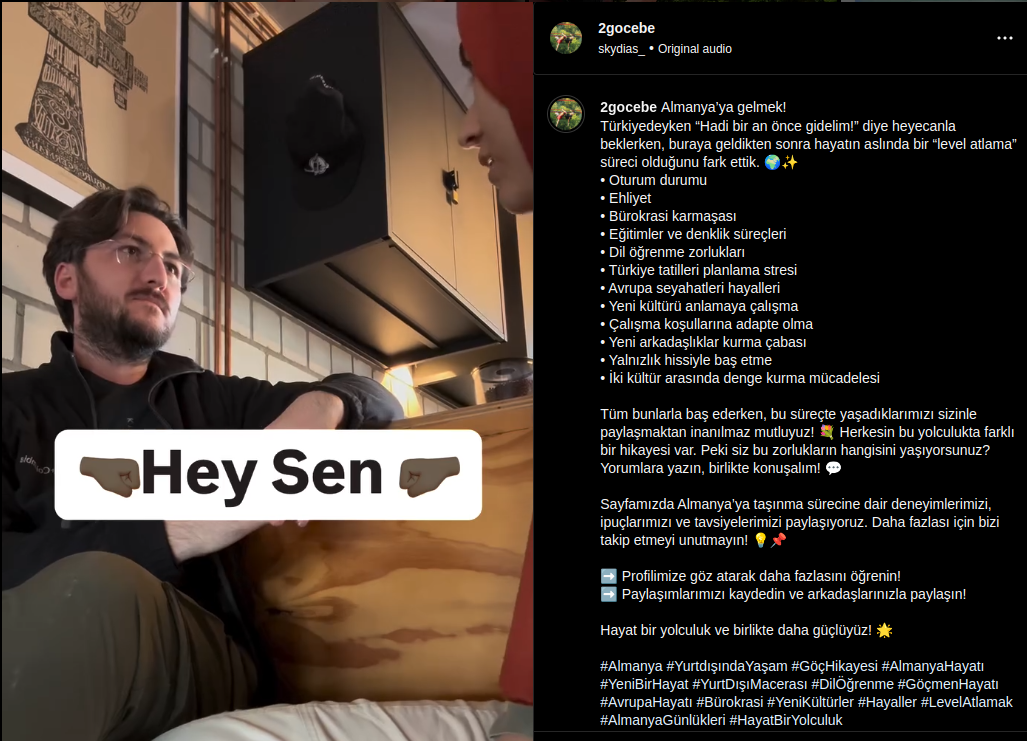 Hey Sen
2gocebe
skydias_ • Original audio
2gocebe Almanya’ya gelmek!
Türkiyedeyken “Hadi bir an önce gidelim!” diye heyecanla
beklerken, buraya geldikten sonra hayatın aslında bir “level atlama”
süreci olduğunu fark ettik. 🌍✨
• Oturum durumu
• Ehliyet
• Bürokrasi karmaşası
• Eğitimler ve denklik süreçleri
• Dil öğrenme zorlukları
• Türkiye tatilleri planlama stresi
• Avrupa seyahatleri hayalleri
• Yeni kültürü anlamaya çalışma
• Çalışma koşullarına adapte olma
• Yeni arkadaşlıklar kurma çabası
• Yalnızlık hissiyle baş etme
• İki kültür arasında denge kurma mücadelesi
Tüm bunlarla baş ederken, bu süreçte yaşadıklarımızı sizinle
paylaşmaktan inanılmaz mutluyuz! 💐 Herkesin bu yolculukta farklı
bir hikayesi var. Peki siz bu zorlukların hangisini yaşıyorsunuz?
Yorumlara yazın, birlikte konuşalım! 💬
Sayfamızda Almanya’ya taşınma sürecine dair deneyimlerimizi,
ipuçlarımızı ve tavsiyelerimizi paylaşıyoruz. Daha fazlası için bizi
takip etmeyi unutmayın! 💡📌
➡️ Profilimize göz atarak daha fazlasını öğrenin!
➡️ Paylaşımlarımızı kaydedin ve arkadaşlarınızla paylaşın!
Hayat bir yolculuk ve birlikte daha güçlüyüz! 🌟
#Almanya #YurtdışındaYaşam #GöçHikayesi #AlmanyaHayatı
#YeniBirHayat #YurtDışıMacerası #DilÖğrenme #GöçmenHayatı
#AvrupaHayatı #Bürokrasi #YeniKültürler #Hayaller #LevelAtlamak
#AlmanyaGünlükleri #HayatBirYolculuk